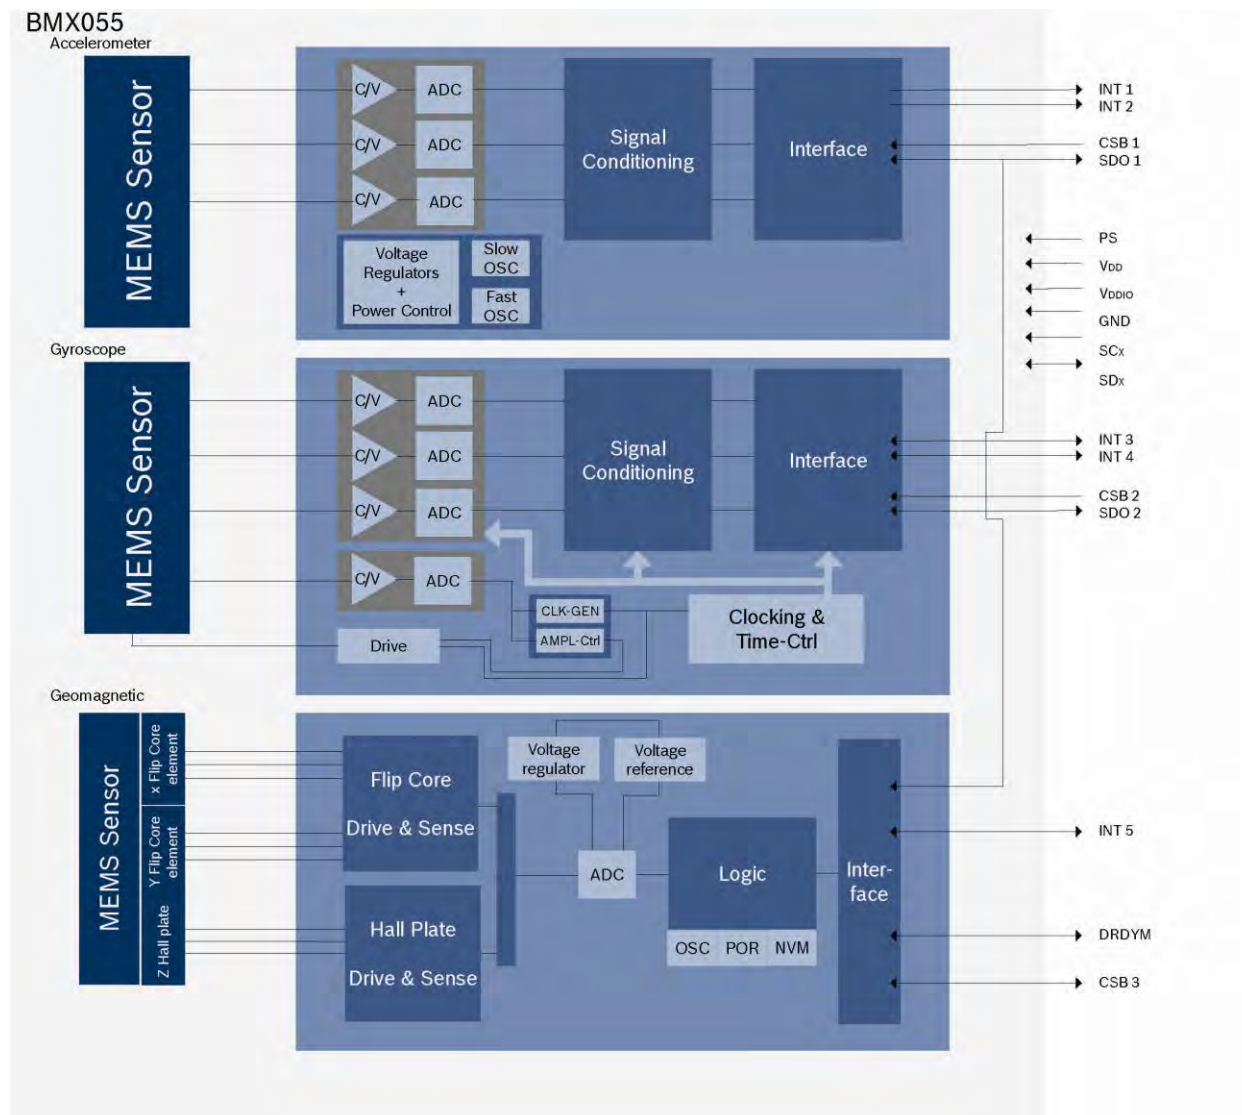 BMX055
Accelerometer
MEMS Sensor
C/V
ADC
C/V
ADC
C/V
ADC
Signal
Conditioning
Interface
INT 1
INT 2
CSB 1
SDO 1
Voltage
Regulators
+
Power Control
Slow
OSC
Fast
OSC
PS
VDD
VDDIO
GND
SCx
SDx
Gyroscope
MEMS Sensor
C/V
ADC
C/V
ADC
C/V
ADC
C/V
ADC
Signal
Conditioning
Interface
INT 3
INT 4
CSB 2
SDO 2
CLK-GEN
AMPL-Ctrl
Drive
Clocking &
Time-Ctrl
Geomagnetic
MEMS Sensor
x Flip Core
element
Y Flip Core
element
Z Hall plate
Flip Core
Drive & Sense
Hall Plate
Drive & Sense
Voltage
regulator
Voltage
reference
ADC
Logic
OSC POR NVM
Inter-
face
INT 5
DRDYM
CSB 3